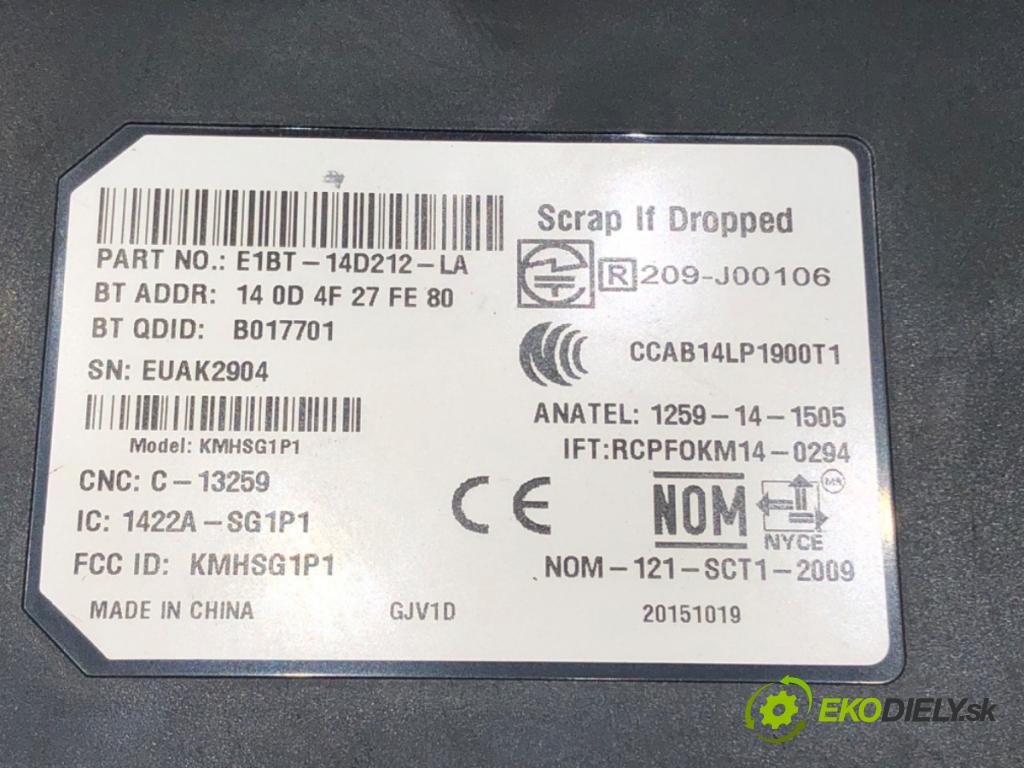 PART NO.: E1BT-14D212-LA
BT ADDR: 14 0D 4F 27 FE 80
BT QDID: B017701
SN: EUAK2904
Model: KMHSG1P1
CNC: C-13259
IC: 1422A-SG1P1
FCC ID: KMHSG1P1
MADE IN CHINA GJV1D
Scrap If Dropped
R 209-J00106
CCAB14LP1900T1
ANATEL: 1259-14-1505
IFT:RCPFOKM14-0294
CE NOM
NYCE
NOM-121-SCT1-2009
20151019
EKODIELY.sk